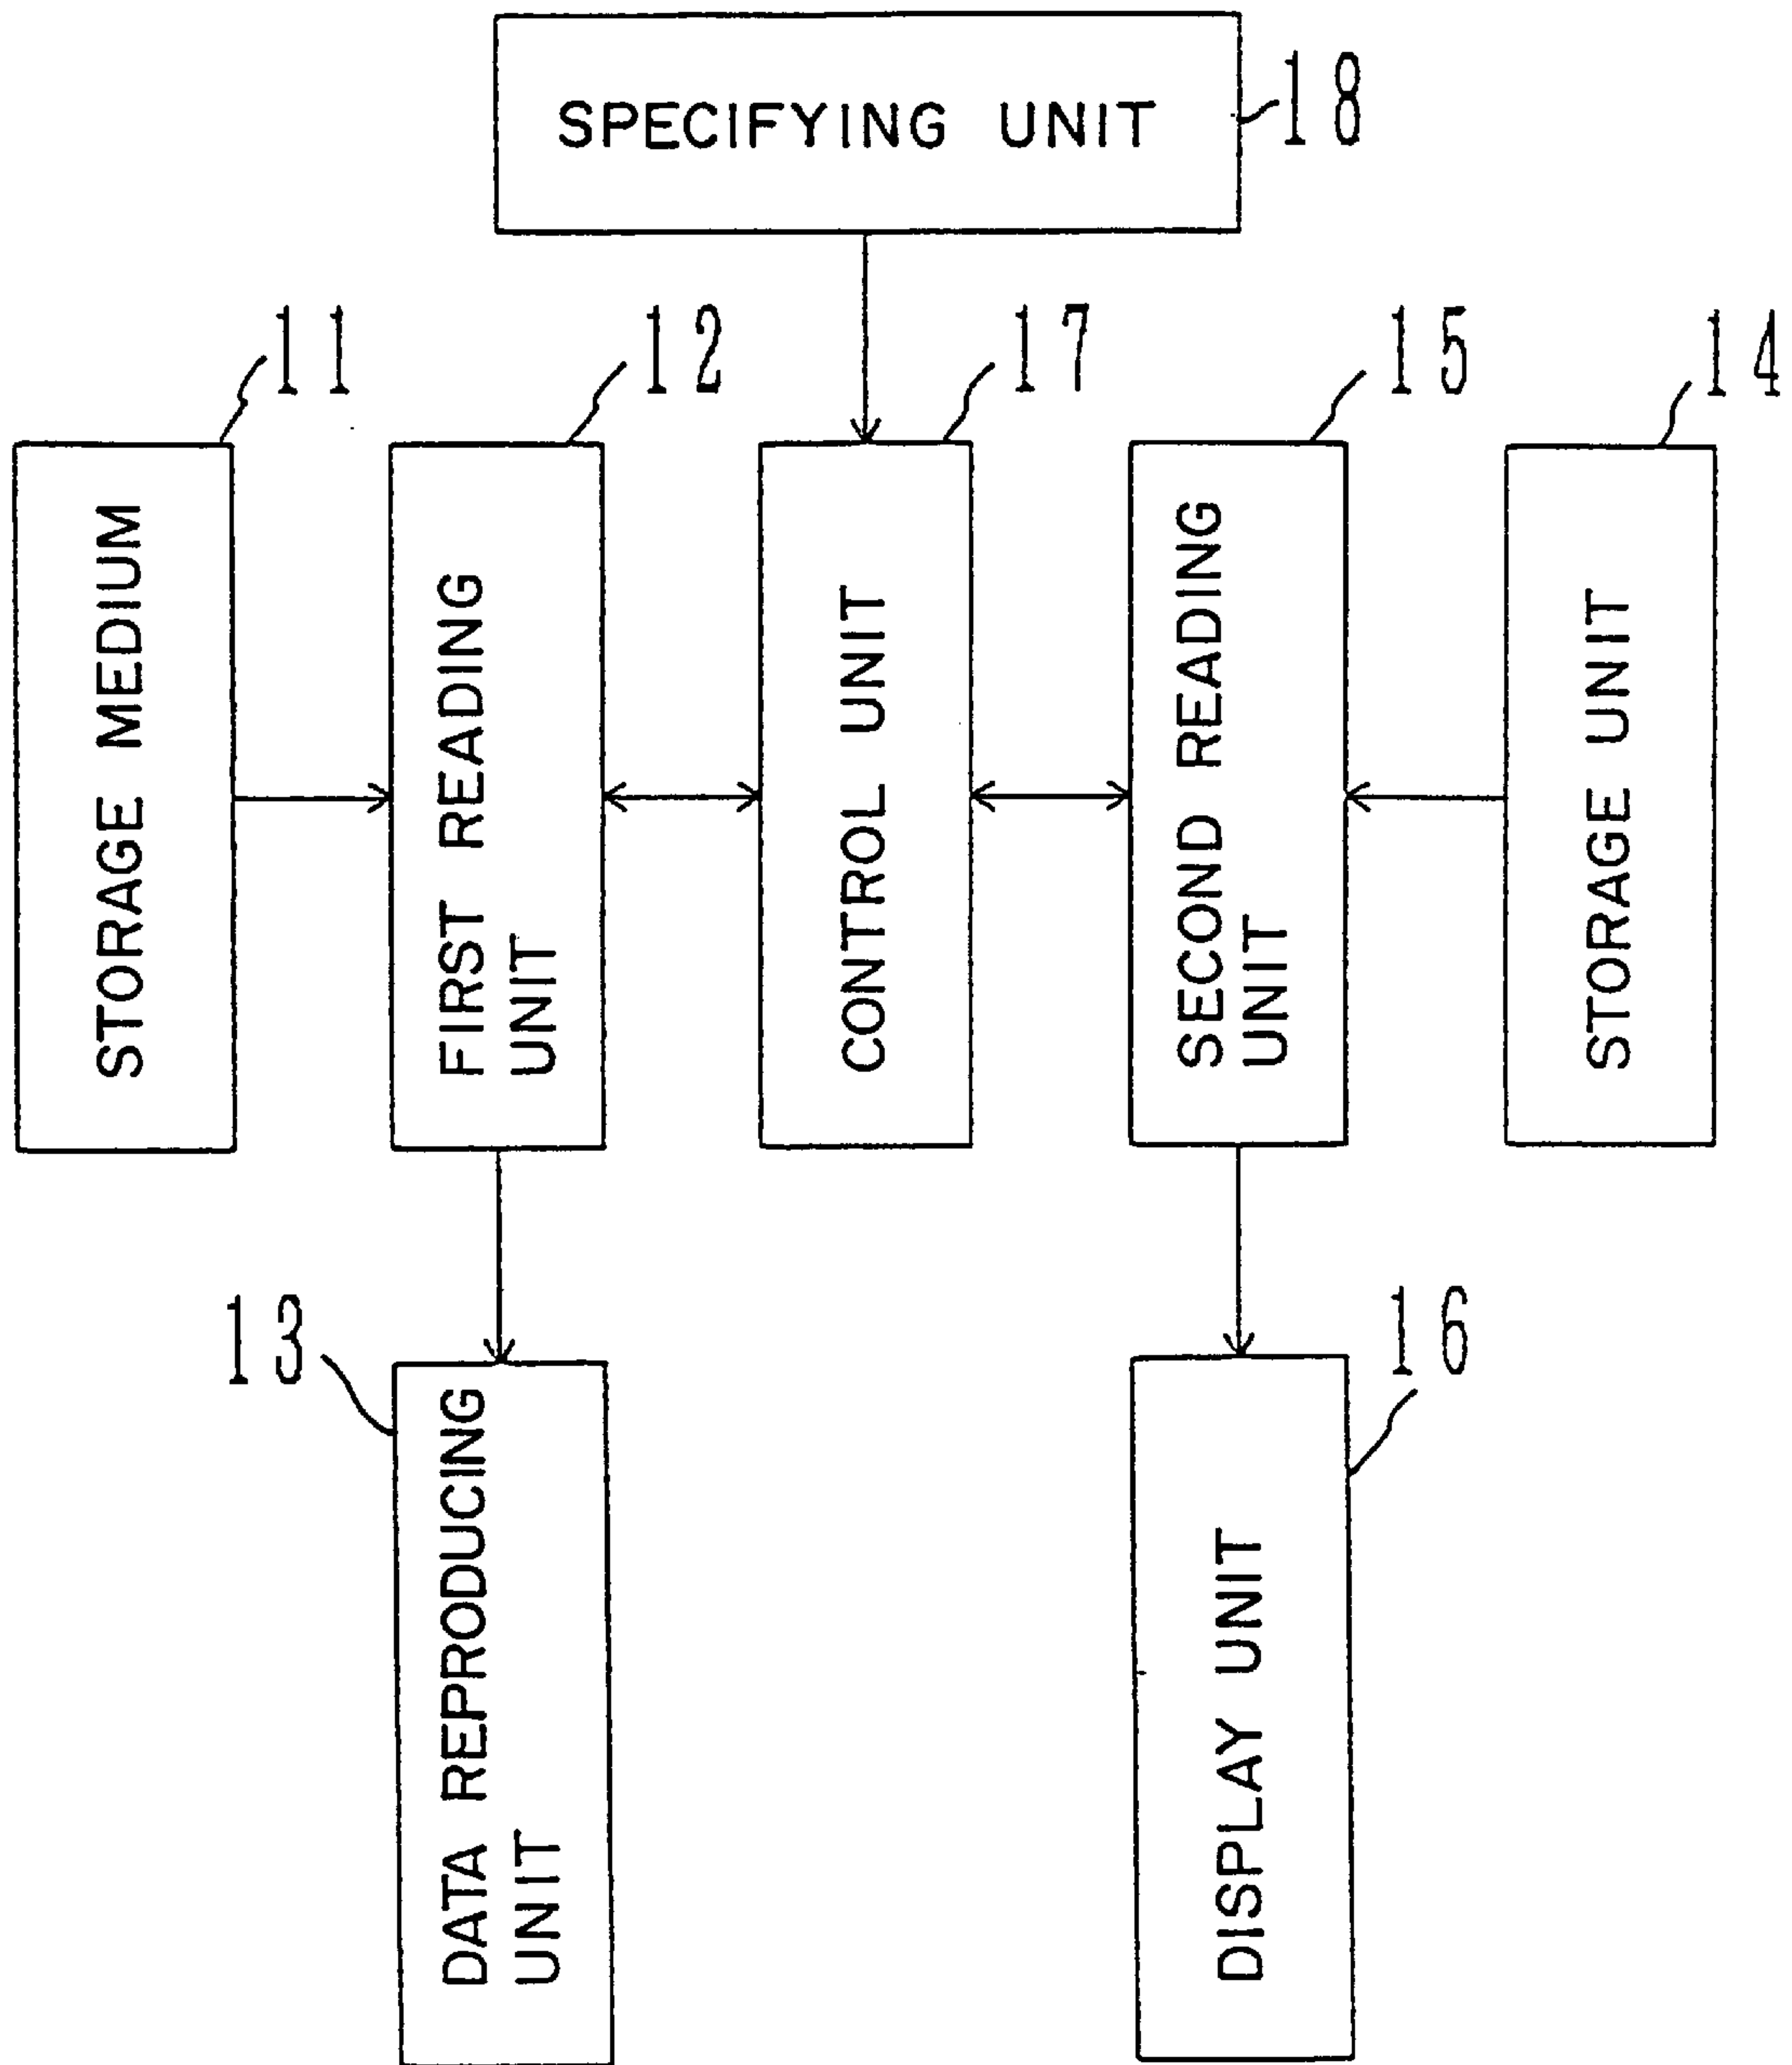 SPECIFYING UNIT
18
11
12
17
15
14
STORAGE MEDIUM
FIRST READING
UNIT
CONTROL UNIT
SECOND READING
UNIT
STORAGE UNIT
13
16
DATA REPRODUCING
UNIT
DISPLAY UNIT